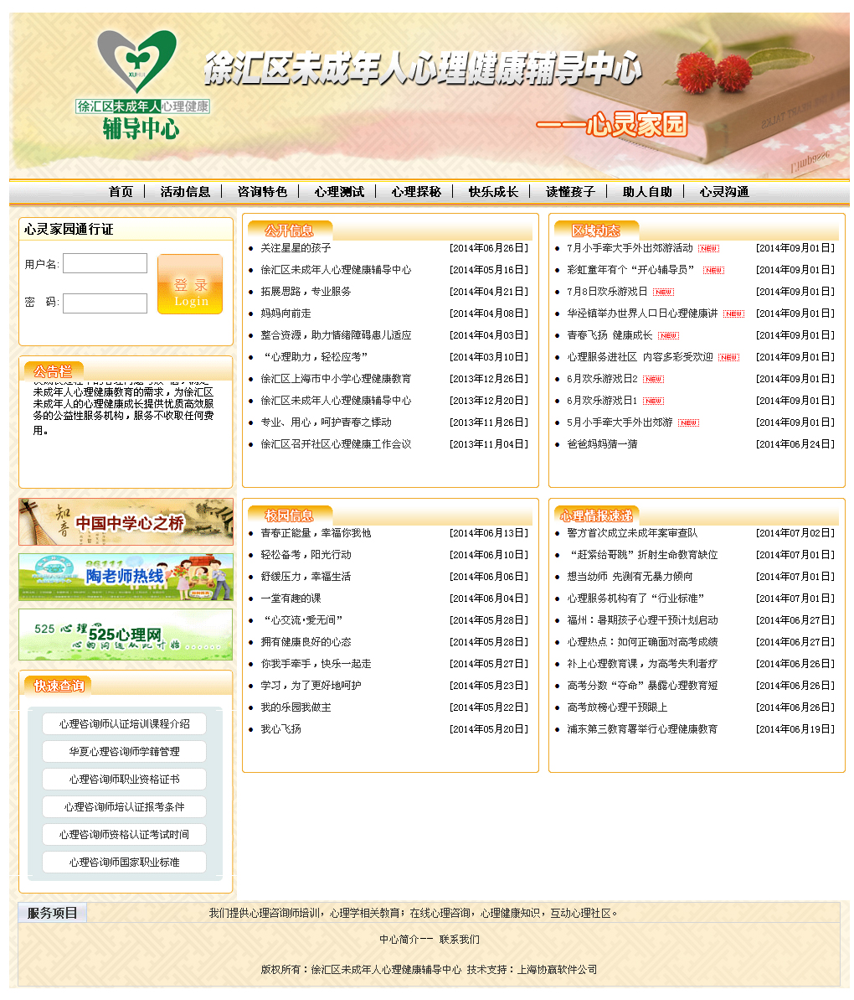 XUHUI
徐汇区未成年人心理健康
辅导中心
徐汇区未成年人心理健康辅导中心
——心灵家园
首页 活动信息 咨询特色 心理测试 心理探秘 快乐成长 读懂孩子 助人自助 心灵沟通
心灵家园通行证
用户名:
密 码:
登 录
Login
公告栏
未成年人心理健康教育的需求，为徐汇区
未成年人的心理健康成长提供优质高效服
务的公益性服务机构，服务不收取任何费
用。
知音
中国中学心之桥
96111
陶老师热线
525 心理
525心理网
心的沟通从此开始......
快速查询
心理咨询师认证培训课程介绍
华夏心理咨询师学籍管理
心理咨询师职业资格证书
心理咨询师培认证报考条件
心理咨询师资格认证考试时间
心理咨询师国家职业标准
公开信息
关注星星的孩子 [2014年06月26日]
徐汇区未成年人心理健康辅导中心 [2014年05月16日]
拓展思路，专业服务 [2014年04月21日]
妈妈向前走 [2014年04月08日]
整合资源，助力情绪障碍患儿适应 [2014年04月03日]
“心理助力，轻松应考” [2014年03月10日]
徐汇区上海市中小学心理健康教育 [2013年12月26日]
徐汇区未成年人心理健康辅导中心 [2013年12月20日]
专业、用心，呵护青春之悸动 [2013年11月26日]
徐汇区召开社区心理健康工作会议 [2013年11月04日]
区域动态
7月小手牵大手外出郊游活动 NEW [2014年09月01日]
彩虹童年有个“开心辅导员” NEW [2014年09月01日]
7月8日欢乐游戏日 NEW [2014年09月01日]
华泾镇举办世界人口日心理健康讲 NEW [2014年09月01日]
青春飞扬 健康成长 NEW [2014年09月01日]
心理服务进社区 内容多彩受欢迎 NEW [2014年09月01日]
6月欢乐游戏日2 NEW [2014年09月01日]
6月欢乐游戏日1 NEW [2014年09月01日]
5月小手牵大手外出郊游 NEW [2014年09月01日]
爸爸妈妈猜一猜 [2014年06月24日]
校园信息
青春正能量，幸福你我他 [2014年06月13日]
轻松备考，阳光行动 [2014年06月10日]
舒缓压力，幸福生活 [2014年06月06日]
一堂有趣的课 [2014年06月04日]
“心交流·爱无间” [2014年05月28日]
拥有健康良好的心态 [2014年05月28日]
你我手牵手，快乐一起走 [2014年05月27日]
学习，为了更好地呵护 [2014年05月23日]
我的乐园我做主 [2014年05月22日]
我心飞扬 [2014年05月20日]
心理情报速递
警方首次成立未成年案审查队 [2014年07月02日]
“赶紧给哥跳”折射生命教育缺位 [2014年07月01日]
想当幼师 先测有无暴力倾向 [2014年07月01日]
心理服务机构有了“行业标准” [2014年07月01日]
福州：暑期孩子心理干预计划启动 [2014年06月27日]
心理热点：如何正确面对高考成绩 [2014年06月27日]
补上心理教育课，为高考失利者疗 [2014年06月26日]
高考分数“夺命”暴露心理教育短 [2014年06月26日]
高考放榜心理干预跟上 [2014年06月26日]
浦东第三教育署举行心理健康教育 [2014年06月19日]
服务项目
我们提供心理咨询师培训，心理学相关教育；在线心理咨询，心理健康知识，互动心理社区。
中心简介—— 联系我们
版权所有：徐汇区未成年人心理健康辅导中心 技术支持：上海协赢软件公司